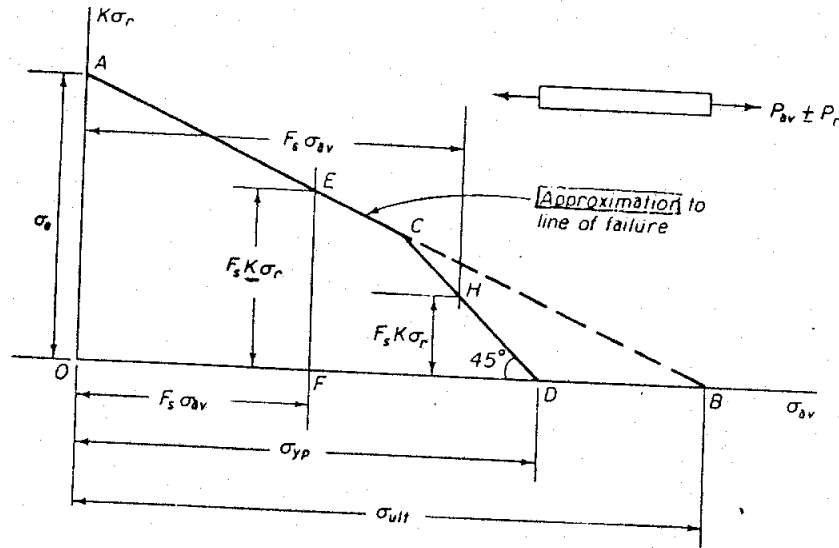 Kσr
A
Pav ± Pr
Fs σav
E
Approximation to
line of failure
C
σe
Fs Kσr
H
Fs Kσr
45°
O
F
D
B
σav
Fs σav
σyp
σult